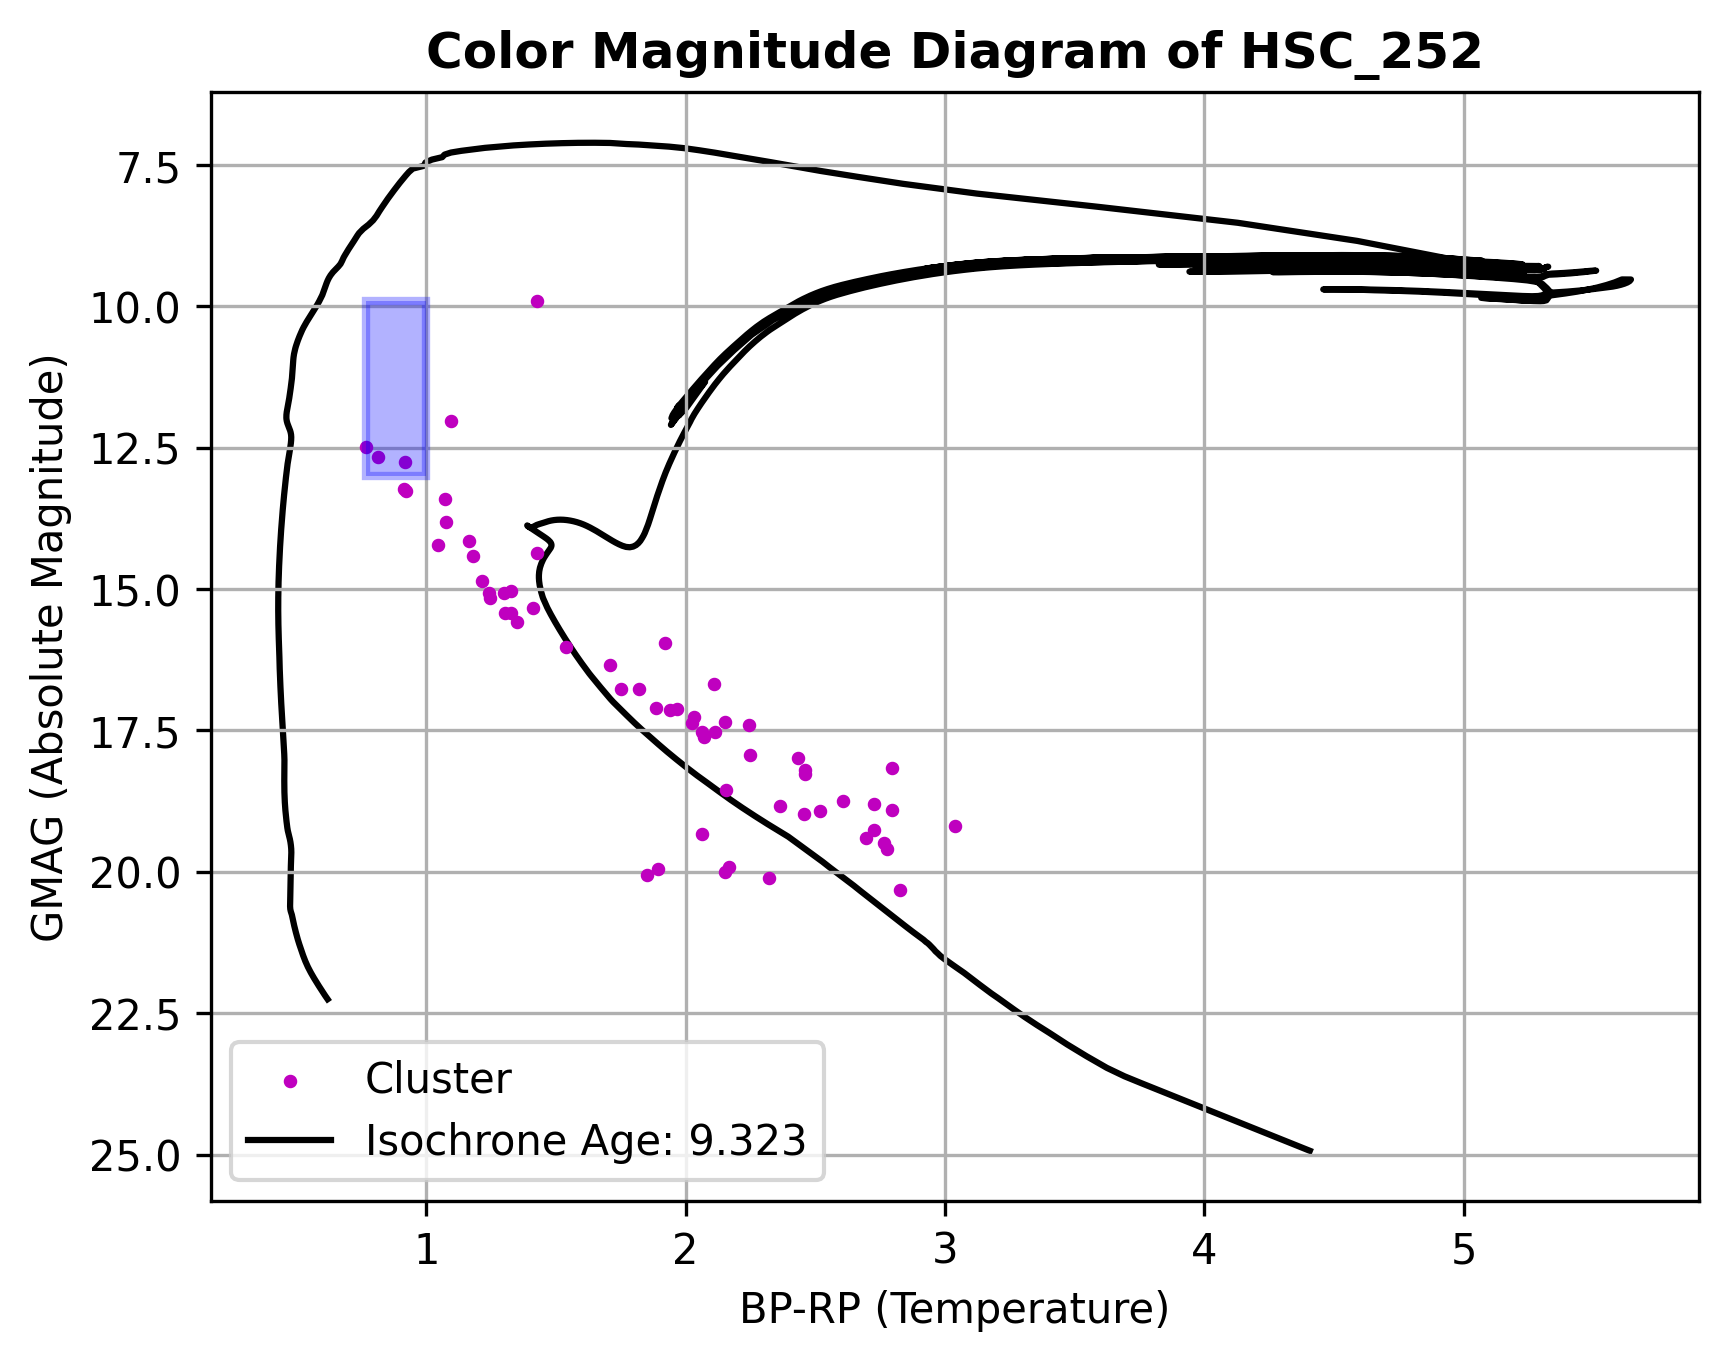 Color Magnitude Diagram of HSC_252
GMAG (Absolute Magnitude)
7.5
10.0
12.5
15.0
17.5
20.0
22.5
25.0
Cluster
Isochrone Age: 9.323
1 2 3 4 5
BP-RP (Temperature)